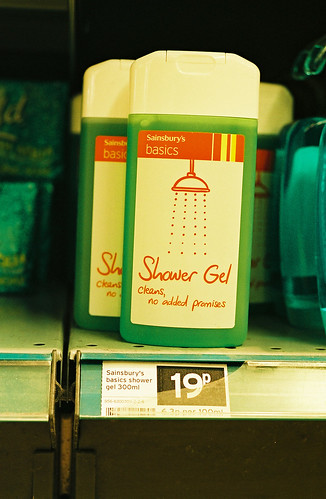 Sainsbury's
basics
Shower Gel
cleans,
no added promises
Sainsbury's
basics shower
gel 300ml
19p
6.3p per 100ml